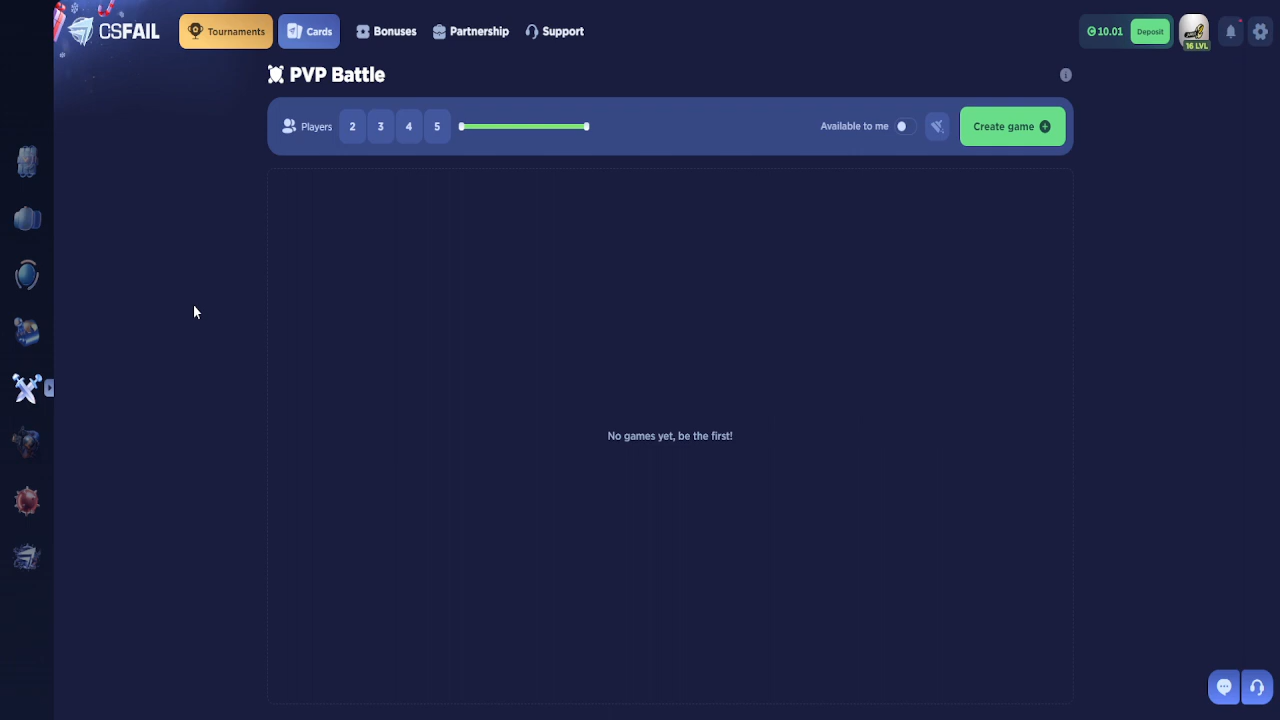 CSFAIL
Tournaments
Cards
Bonuses
Partnership
Support
10.01
Deposit
16 LVL
PVP Battle
Players
2
3
4
5
Available to me
Create game
No games yet, be the first!